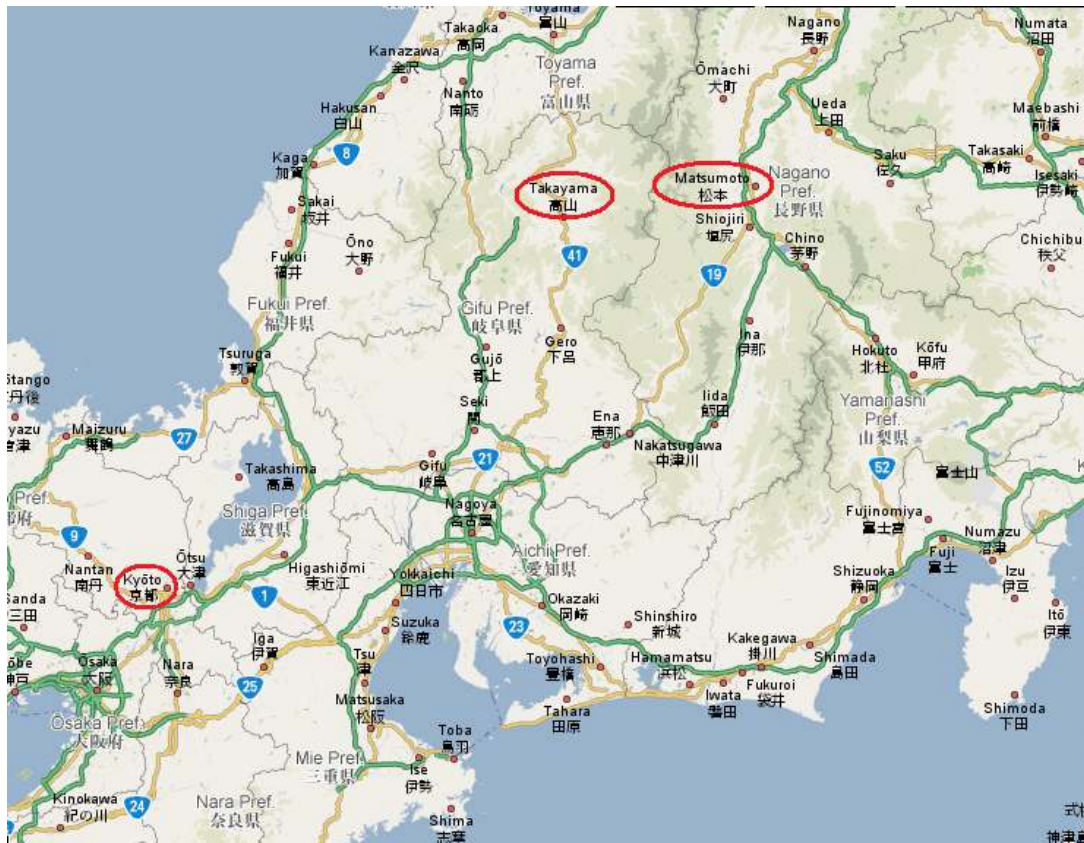 Toyama
富山
Takaoka
高岡
Nagano
長野
Numata
沼田
Kanazawa
金沢
Toyama
Pref.
富山県
Ōmachi
大町
Nanto
南砺
Hakusan
白山
Ueda
上田
Maebashi
前橋
8
Kaga
加賀
Takasaki
高崎
Saku
佐久
Isesaki
伊勢崎
Takayama
高山
Matsumoto
松本
Nagano
Pref.
長野県
Sakai
坂井
Shiojiri
塩尻
Ōno
大野
Fukui
福井
41
19
Chino
茅野
Chichibu
秩父
Fukui Pref.
福井県
Gifu Pref.
岐阜県
Gero
下呂
Ina
伊那
Gujō
郡上
Hokuto
北杜
Kōfu
甲府
Tsuruga
敦賀
Seki
関
Ena
恵那
Iida
飯田
Yamanashi
Pref.
山梨県
Maizuru
舞鶴
27
Nakatsugawa
中津川
21
Gifu
岐阜
52
富士山
Takashima
高島
Nagoya
名古屋
Shiga Pref.
滋賀県
Fujinomiya
富士宮
9
Numazu
沼津
Nantan
南丹
Ōtsu
大津
Higashiōmi
東近江
Aichi Pref.
愛知県
Fuji
富士
Kyōto
京都
1
Yokkaichi
四日市
Shizuoka
静岡
Izu
伊豆
Okazaki
岡崎
Itō
伊東
Shinshiro
新城
Suzuka
鈴鹿
23
Kakegawa
掛川
Iga
伊賀
Tsu
津
Shimada
島田
Ōsaka
大阪
Nara
奈良
Toyohashi
豊橋
Hamamatsu
浜松
25
Iwata
磐田
Fukuroi
袋井
Matsusaka
松阪
Tahara
田原
Shimoda
下田
Ōsaka Pref.
大阪府
Toba
鳥羽
Mie Pref.
三重県
Ise
伊勢
Kinokawa
紀の川
24
Nara Pref.
奈良県
Shima
志摩